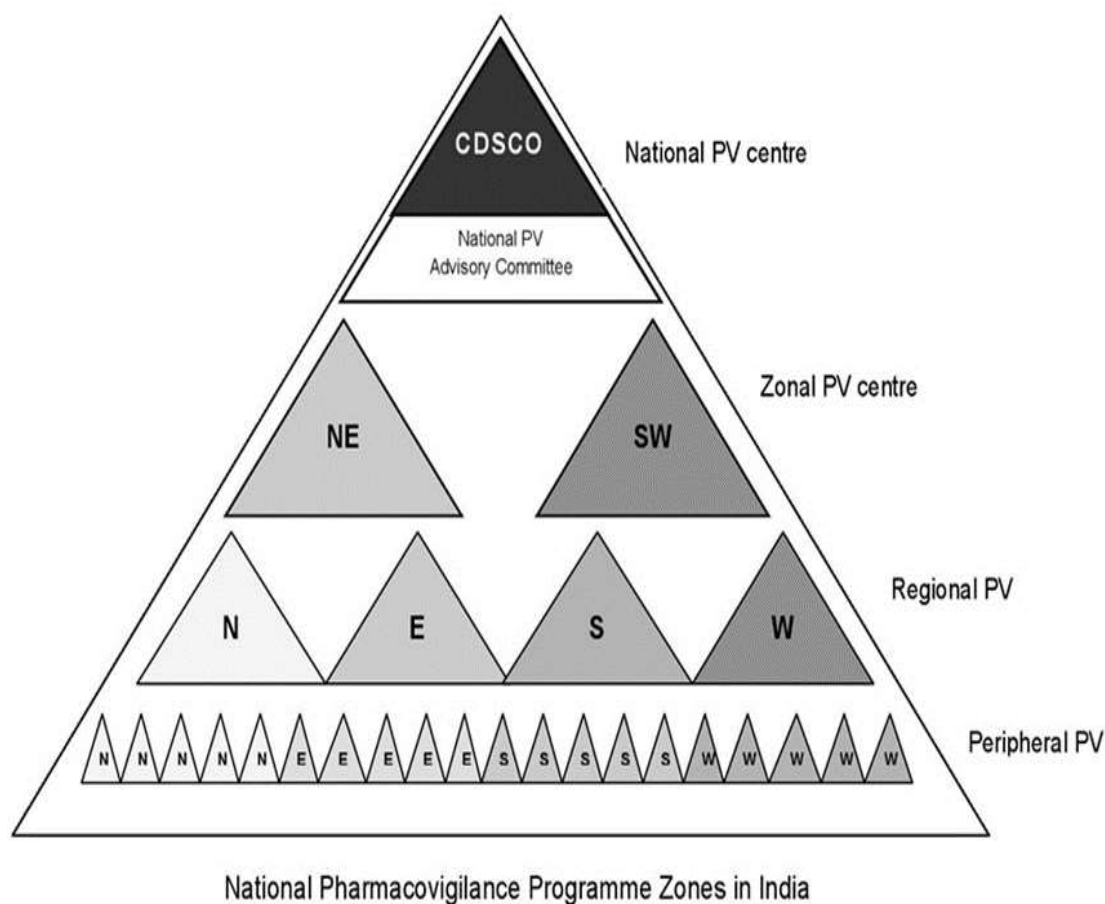 CDSCO
National PV centre
National PV
Advisory Committee
Zonal PV centre
NE
SW
Regional PV
N
E
S
W
Peripheral PV
N N N N N E E E E E S S S S S W W W W W
National Pharmacovigilance Programme Zones in India